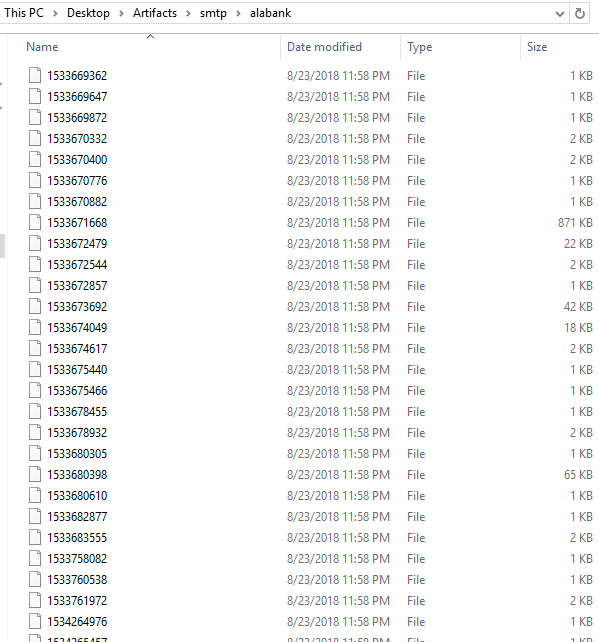 This PC > Desktop > Artifacts > smtp > alabank
Name Date modified Type Size
1533669362 8/23/2018 11:58 PM File 1 KB
1533669647 8/23/2018 11:58 PM File 1 KB
1533669872 8/23/2018 11:58 PM File 1 KB
1533670332 8/23/2018 11:58 PM File 2 KB
1533670400 8/23/2018 11:58 PM File 2 KB
1533670776 8/23/2018 11:58 PM File 1 KB
1533670882 8/23/2018 11:58 PM File 1 KB
1533671668 8/23/2018 11:58 PM File 871 KB
1533672479 8/23/2018 11:58 PM File 22 KB
1533672544 8/23/2018 11:58 PM File 2 KB
1533672857 8/23/2018 11:58 PM File 1 KB
1533673692 8/23/2018 11:58 PM File 42 KB
1533674049 8/23/2018 11:58 PM File 18 KB
1533674617 8/23/2018 11:58 PM File 2 KB
1533675440 8/23/2018 11:58 PM File 1 KB
1533675466 8/23/2018 11:58 PM File 1 KB
1533678455 8/23/2018 11:58 PM File 1 KB
1533678932 8/23/2018 11:58 PM File 2 KB
1533680305 8/23/2018 11:58 PM File 1 KB
1533680398 8/23/2018 11:58 PM File 65 KB
1533680610 8/23/2018 11:58 PM File 1 KB
1533682877 8/23/2018 11:58 PM File 1 KB
1533683555 8/23/2018 11:58 PM File 2 KB
1533758082 8/23/2018 11:58 PM File 1 KB
1533760538 8/23/2018 11:58 PM File 1 KB
1533761972 8/23/2018 11:58 PM File 2 KB
1534264976 8/23/2018 11:58 PM File 1 KB
1534265457 8/23/2018 11:58 PM File 1 KB